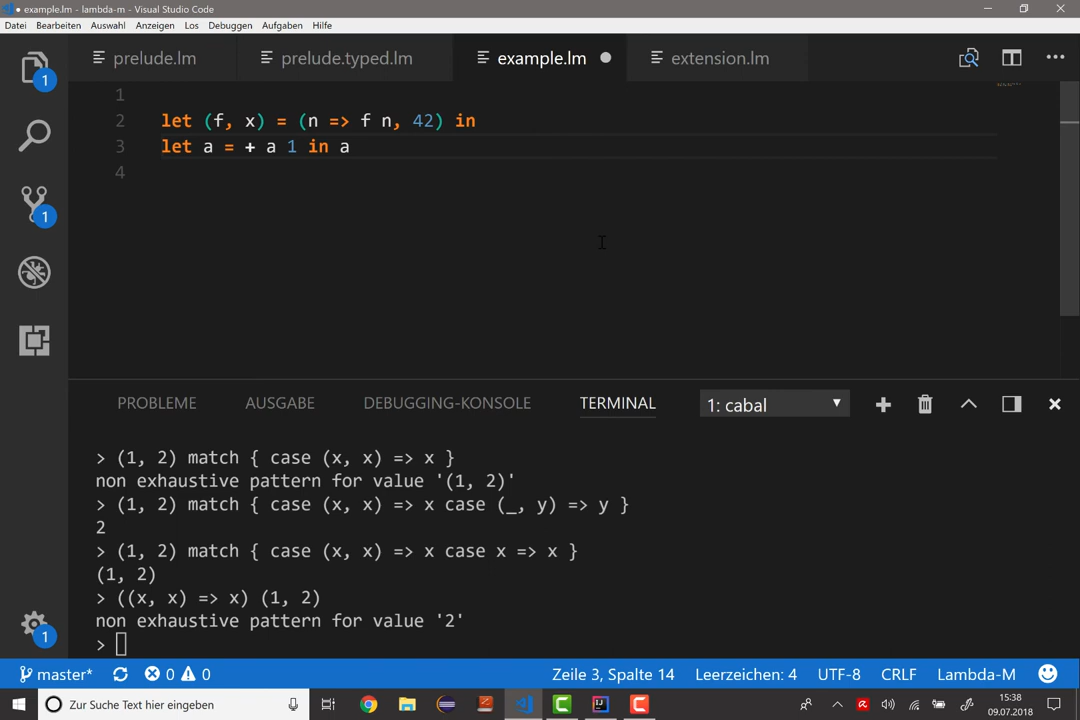 ● example.lm - lambda-m - Visual Studio Code
Datei Bearbeiten Auswahl Anzeigen Los Debuggen Aufgaben Hilfe
prelude.lm prelude.typed.lm example.lm extension.lm
1
2 let (f, x) = (n => f n, 42) in
3 let a = + a 1 in a
4
1
1
1
PROBLEME AUSGABE DEBUGGING-KONSOLE TERMINAL 1: cabal
> (1, 2) match { case (x, x) => x }
non exhaustive pattern for value '(1, 2)'
> (1, 2) match { case (x, x) => x case (_, y) => y }
2
> (1, 2) match { case (x, x) => x case x => x }
(1, 2)
> ((x, x) => x) (1, 2)
non exhaustive pattern for value '2'
>
master* 0 0 Zeile 3, Spalte 14 Leerzeichen: 4 UTF-8 CRLF Lambda-M
Zur Suche Text hier eingeben
15:38
09.07.2018